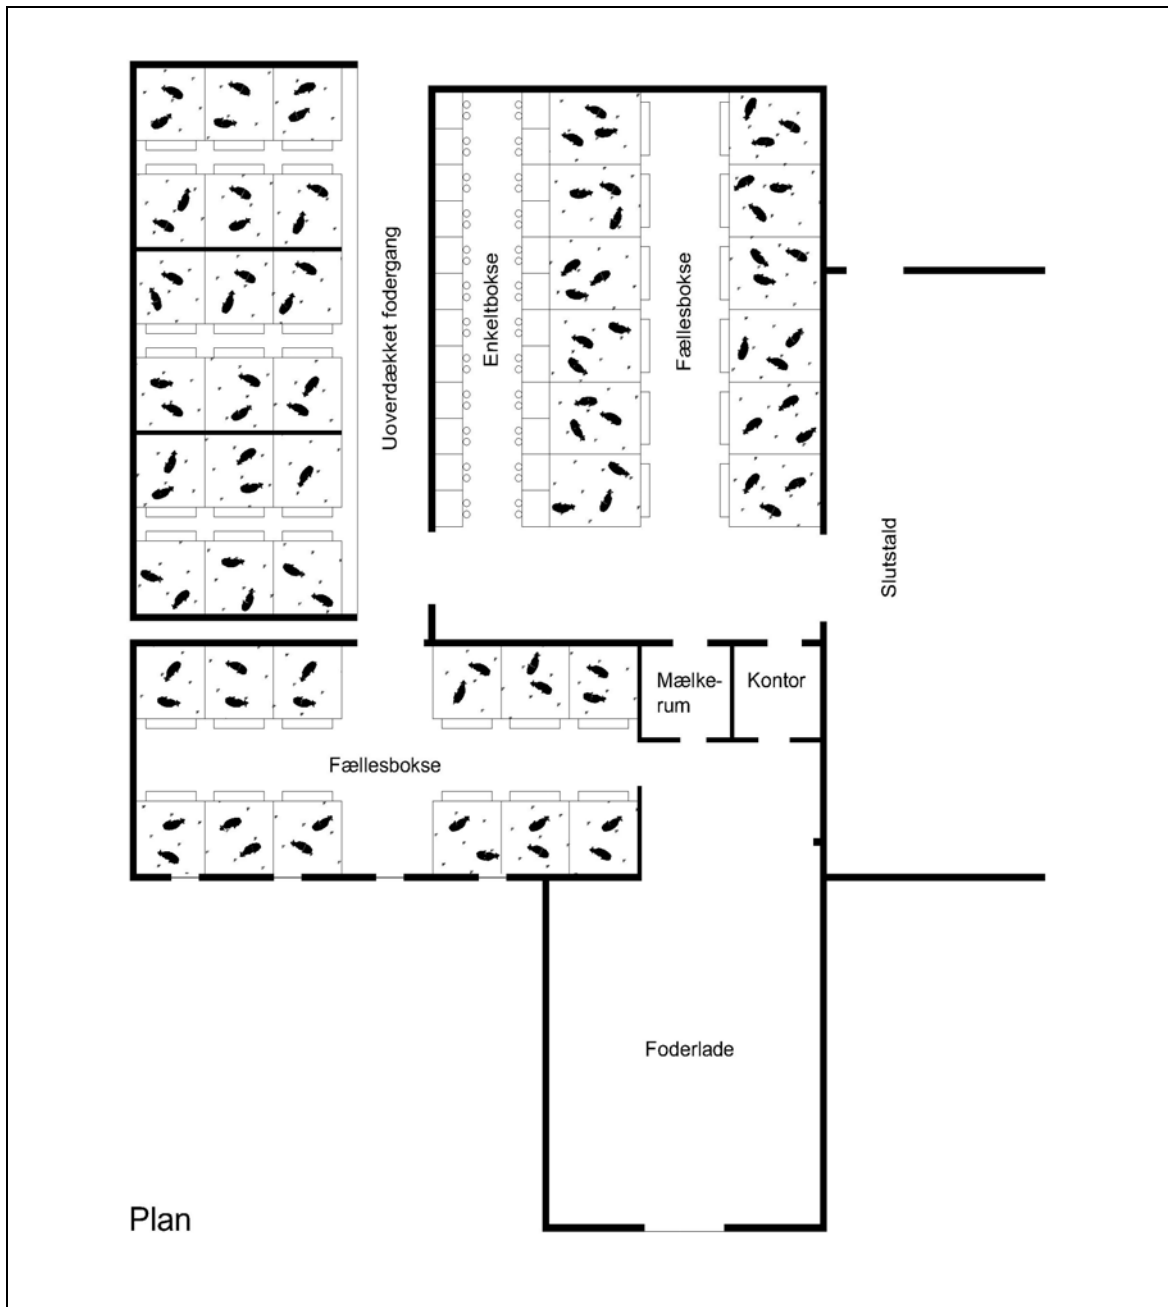 Uoverdækket fodergang
Enkeltbokse
Fællesbokse
Slutstald
Mælke-
rum
Kontor
Fællesbokse
Foderlade
Plan